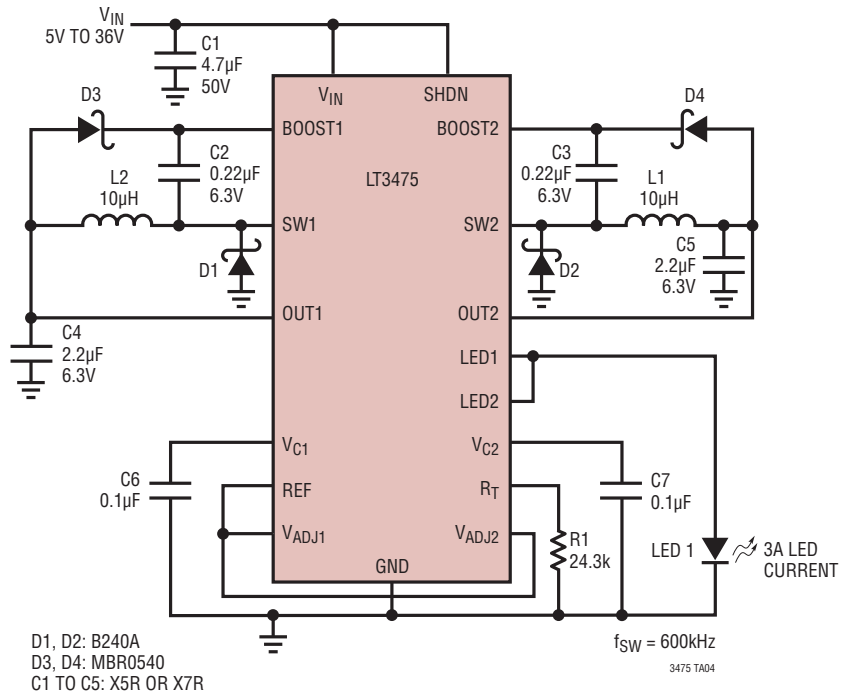 VIN
5V TO 36V
C1
4.7µF
50V
VIN
SHDN
D3
D4
BOOST1
BOOST2
C2
0.22µF
6.3V
C3
0.22µF
6.3V
LT3475
L2
10µH
L1
10µH
SW1
SW2
D1
D2
C5
2.2µF
6.3V
OUT1
OUT2
C4
2.2µF
6.3V
LED1
LED2
VC1
VC2
C6
0.1µF
C7
0.1µF
REF
RT
VADJ1
VADJ2
R1
24.3k
LED 1
3A LED
CURRENT
GND
D1, D2: B240A
D3, D4: MBR0540
C1 TO C5: X5R OR X7R
fSW = 600kHz
3475 TA04